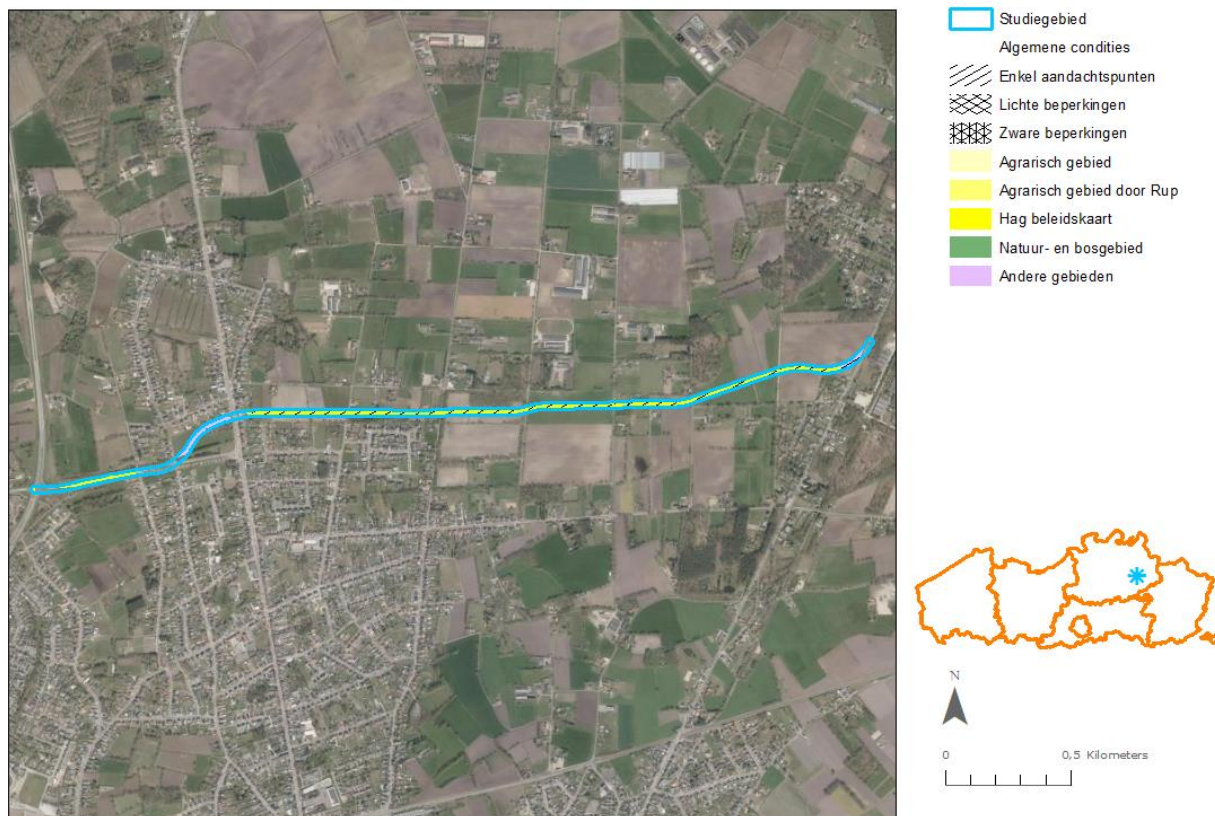 Studiegebied
Algemene condities
Enkel aandachtspunten
Lichte beperkingen
Zware beperkingen
Agrarisch gebied
Agrarisch gebied door Rup
Hag beleidskaart
Natuur- en bosgebied
Andere gebieden
N
0 0,5 Kilometers